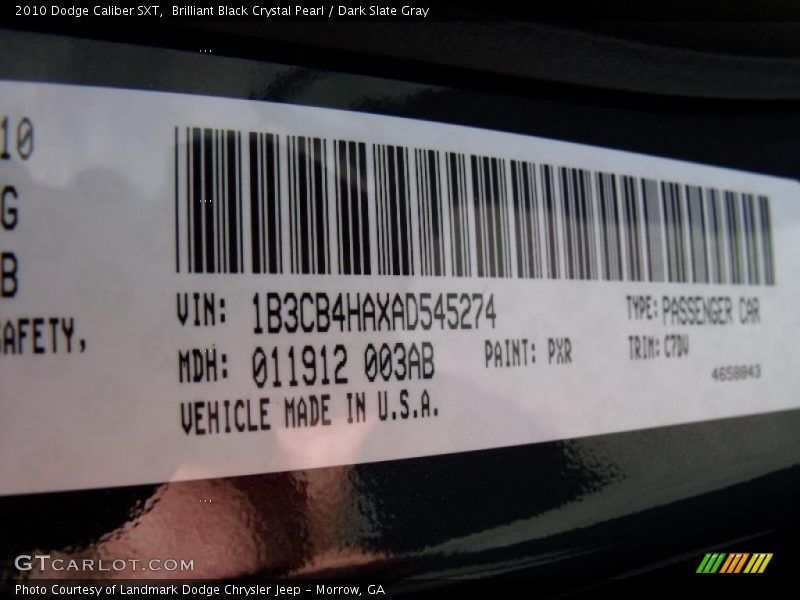 2010 Dodge Caliber SXT, Brilliant Black Crystal Pearl / Dark Slate Gray
10
G
B
SAFETY,
VIN: 1B3CB4HAXAD545274
TYPE: PASSENGER CAR
MDH: 011912 003AB
PAINT: PXR
TRIM: C7DV
4658843
VEHICLE MADE IN U.S.A.
GTCARLOT.COM
Photo Courtesy of Landmark Dodge Chrysler Jeep - Morrow, GA